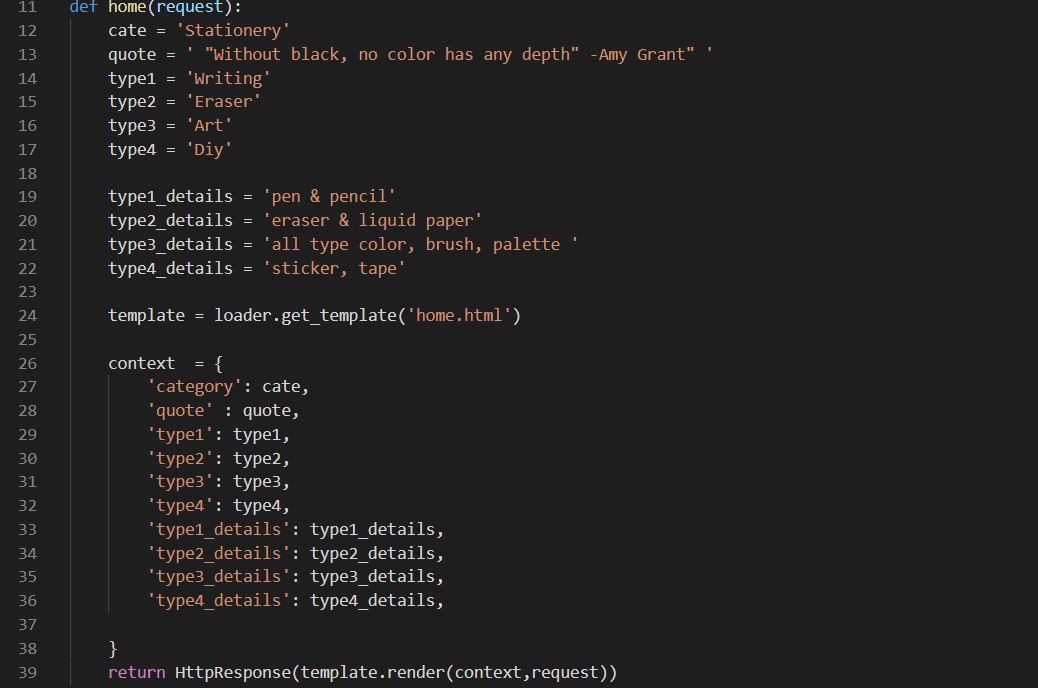 11 def home(request):
12 cate = 'Stationery'
13 quote = ' "Without black, no color has any depth" -Amy Grant" '
14 type1 = 'Writing'
15 type2 = 'Eraser'
16 type3 = 'Art'
17 type4 = 'Diy'
18
19 type1_details = 'pen & pencil'
20 type2_details = 'eraser & liquid paper'
21 type3_details = 'all type color, brush, palette '
22 type4_details = 'sticker, tape'
23
24 template = loader.get_template('home.html')
25
26 context  = {
27 'category': cate,
28 'quote' : quote,
29 'type1': type1,
30 'type2': type2,
31 'type3': type3,
32 'type4': type4,
33 'type1_details': type1_details,
34 'type2_details': type2_details,
35 'type3_details': type3_details,
36 'type4_details': type4_details,
37
38 }
39 return HttpResponse(template.render(context,request))